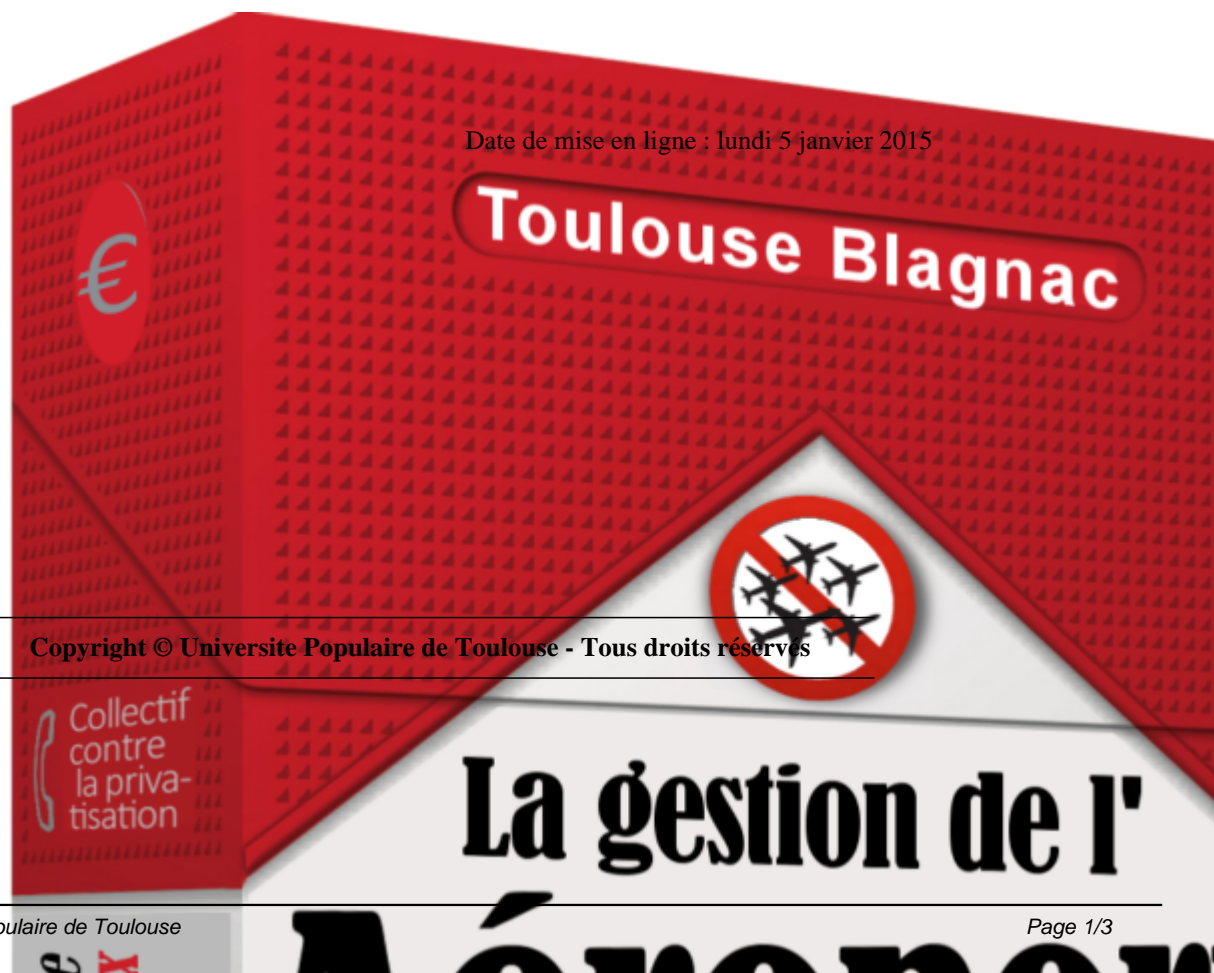 Date de mise en ligne : lundi 5 janvier 2015
Toulouse Blagnac
€
Copyright © Universite Populaire de Toulouse - Tous droits réservés
Collectif
contre
la priva-
tisation
La gestion de l'
de Toulouse
Page 1/3